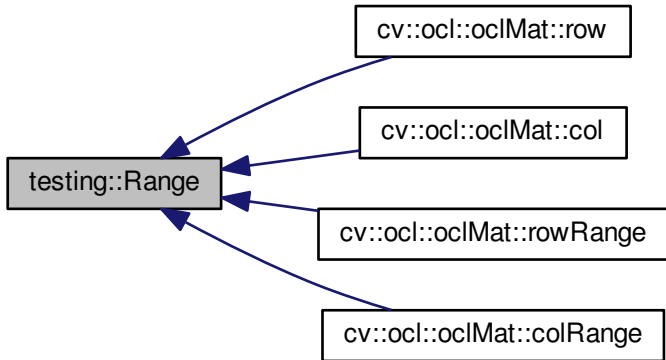 cv::ocl::oclMat::row
cv::ocl::oclMat::col
testing::Range
cv::ocl::oclMat::rowRange
cv::ocl::oclMat::colRange